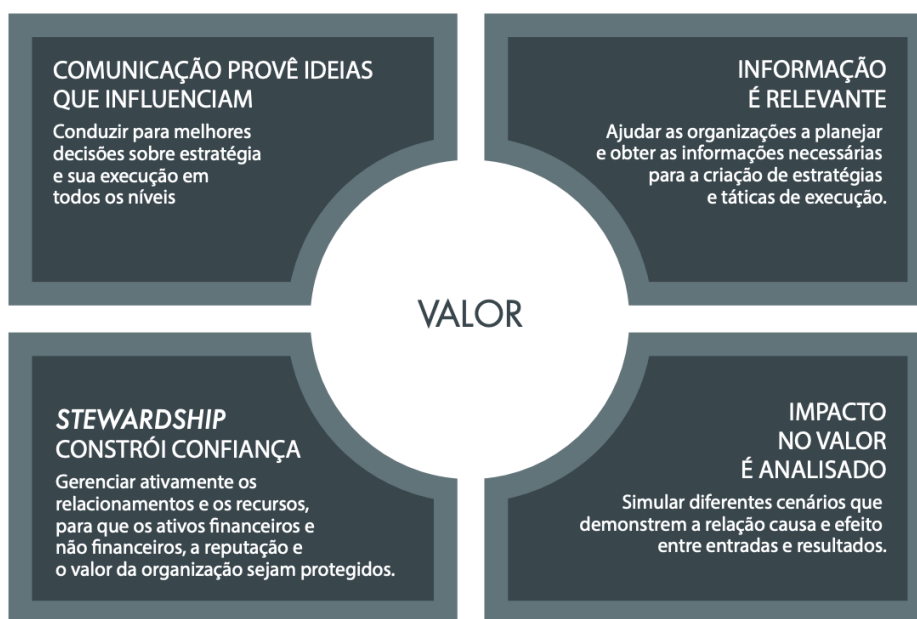 COMUNICAÇÃO PROVÊ IDEIAS
QUE INFLUENCIAM
Conduzir para melhores
decisões sobre estratégia
e sua execução em
todos os níveis
INFORMAÇÃO
É RELEVANTE
Ajudar as organizações a planejar
e obter as informações necessárias
para a criação de estratégias
e táticas de execução.
VALOR
STEWARDSHIP
CONSTRÓI CONFIANÇA
Gerenciar ativamente os
relacionamentos e os recursos,
para que os ativos financeiros e
não financeiros, a reputação e
o valor da organização sejam protegidos.
IMPACTO
NO VALOR
É ANALISADO
Simular diferentes cenários que
demonstrem a relação causa e efeito
entre entradas e resultados.